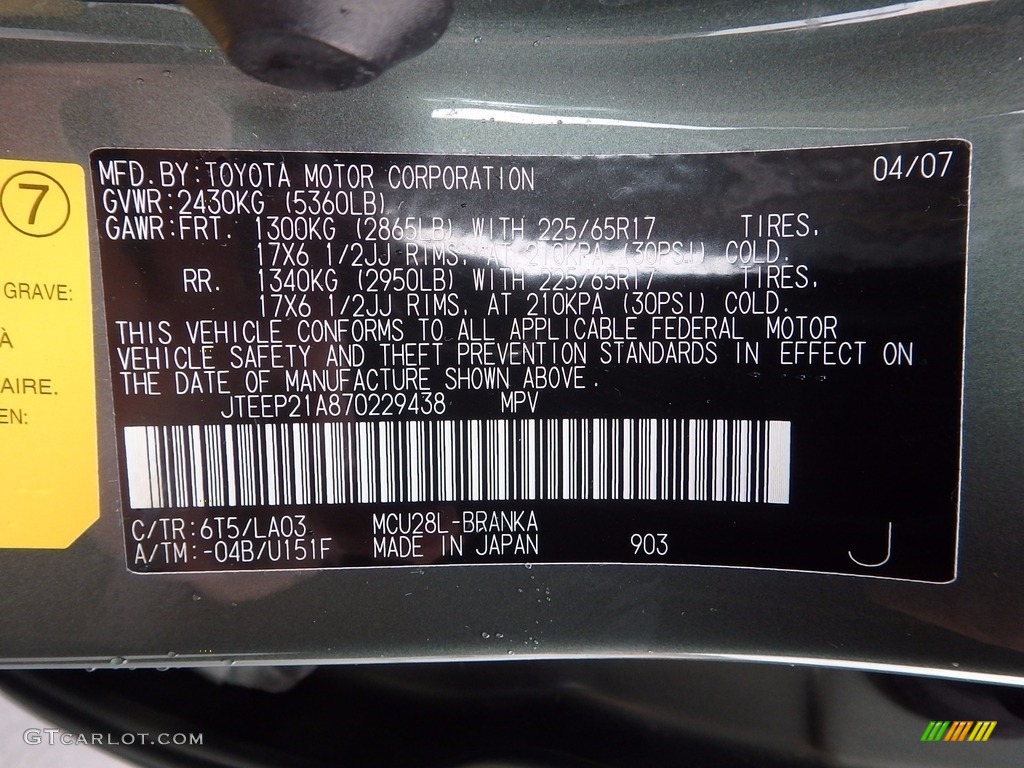 7
GRAVE:
À
AIRE.
EN:
MFD. BY: TOYOTA MOTOR CORPORATION 04/07
GVWR: 2430KG (5360LB)
GAWR: FRT. 1300KG (2865LB) WITH 225/65R17 TIRES,
17X6 1/2JJ RIMS, AT 210KPA (30PSI) COLD.
RR. 1340KG (2950LB) WITH 225/65R17 TIRES,
17X6 1/2JJ RIMS, AT 210KPA (30PSI) COLD.
THIS VEHICLE CONFORMS TO ALL APPLICABLE FEDERAL MOTOR
VEHICLE SAFETY AND THEFT PREVENTION STANDARDS IN EFFECT ON
THE DATE OF MANUFACTURE SHOWN ABOVE.
JTEEP21A870229438 MPV
C/TR: 6T5/LA03 MCU28L-BRANKA
A/TM: -04B/U151F MADE IN JAPAN 903 J
GTCARLOT.COM